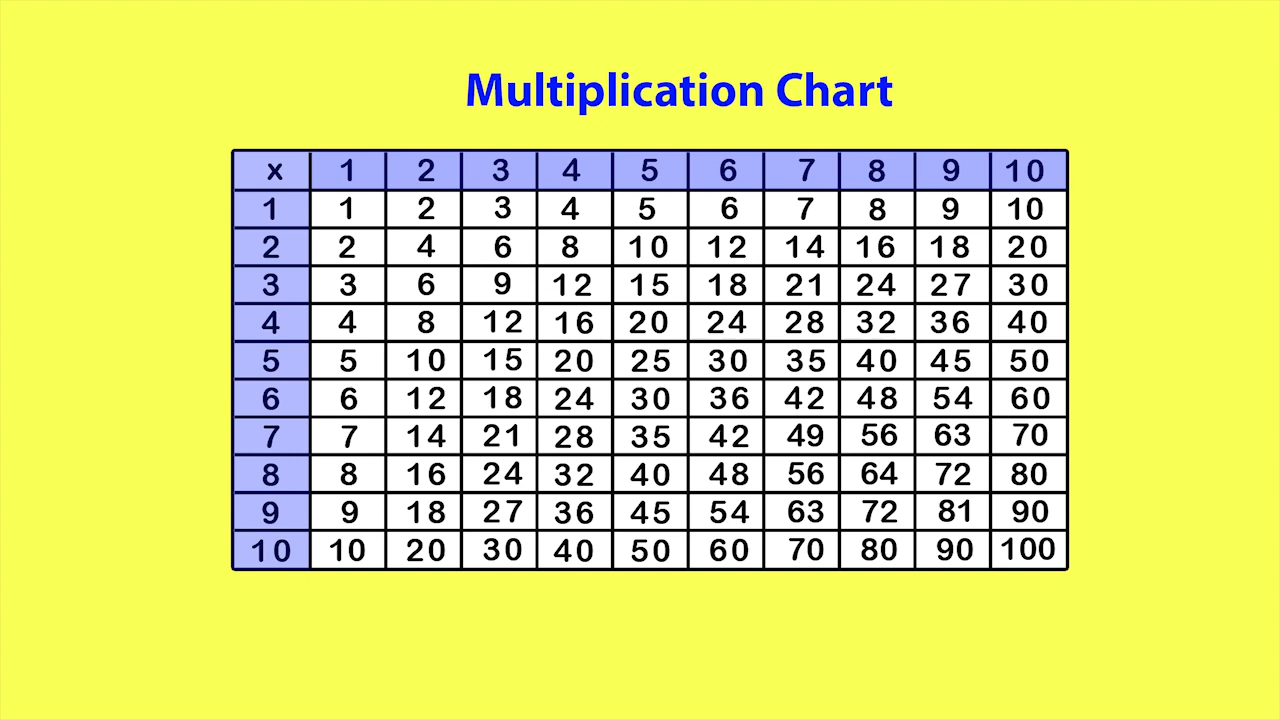 Multiplication Chart
x 1 2 3 4 5 6 7 8 9 10
1 1 2 3 4 5 6 7 8 9 10
2 2 4 6 8 10 12 14 16 18 20
3 3 6 9 12 15 18 21 24 27 30
4 4 8 12 16 20 24 28 32 36 40
5 5 10 15 20 25 30 35 40 45 50
6 6 12 18 24 30 36 42 48 54 60
7 7 14 21 28 35 42 49 56 63 70
8 8 16 24 32 40 48 56 64 72 80
9 9 18 27 36 45 54 63 72 81 90
10 10 20 30 40 50 60 70 80 90 100